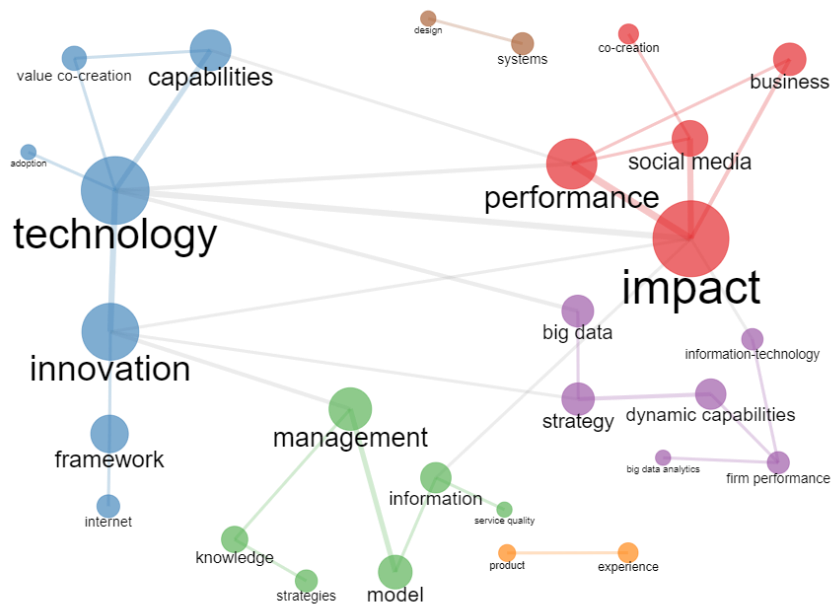 design
co-creation
systems
value co-creation
capabilities
business
adoption
social media
performance
technology
impact
big data
information-technology
innovation
strategy
dynamic capabilities
management
framework
big data analytics
firm performance
information
internet
service quality
knowledge
product
experience
strategies
model